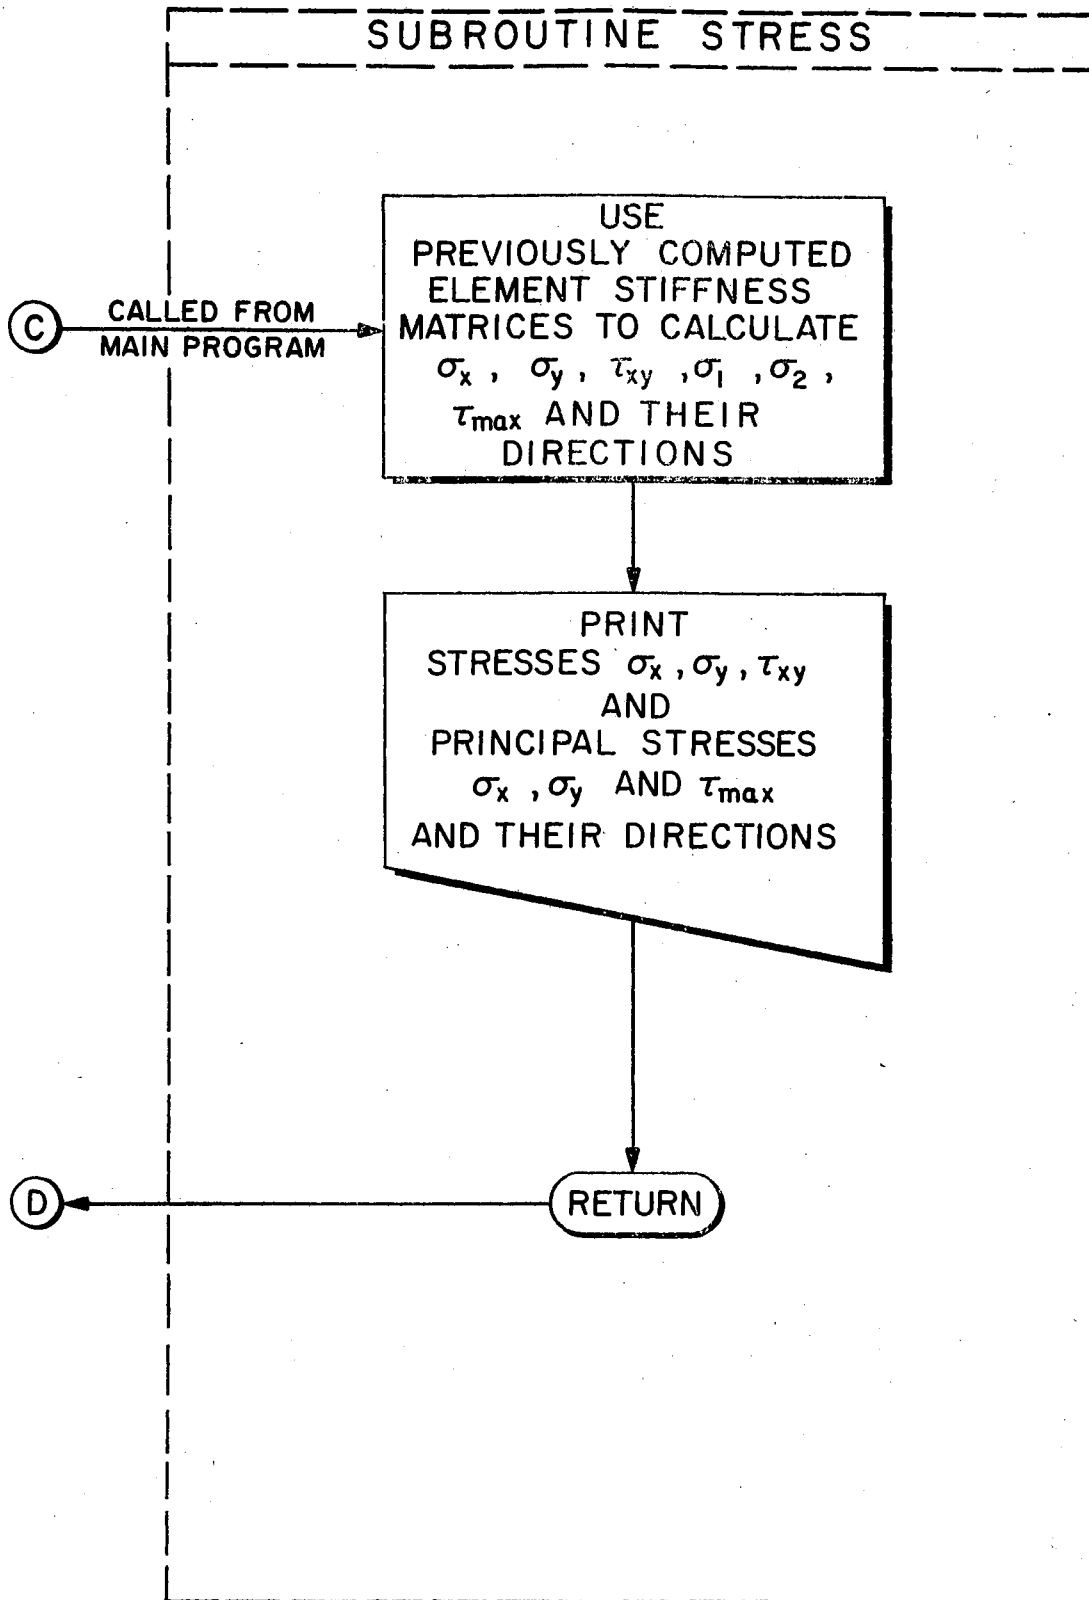 SUBROUTINE STRESS
USE
PREVIOUSLY COMPUTED
ELEMENT STIFFNESS
MATRICES TO CALCULATE
σx , σy , τxy , σ1 , σ2 ,
τmax AND THEIR
DIRECTIONS
C
CALLED FROM
MAIN PROGRAM
PRINT
STRESSES σx , σy , τxy
AND
PRINCIPAL STRESSES
σx , σy AND τmax
AND THEIR DIRECTIONS
D
RETURN